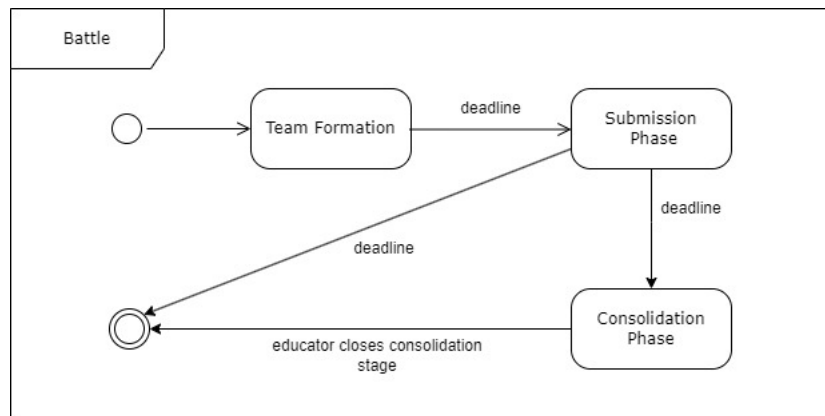 Battle
Team Formation
deadline
Submission
Phase
deadline
deadline
educator closes consolidation
stage
Consolidation
Phase